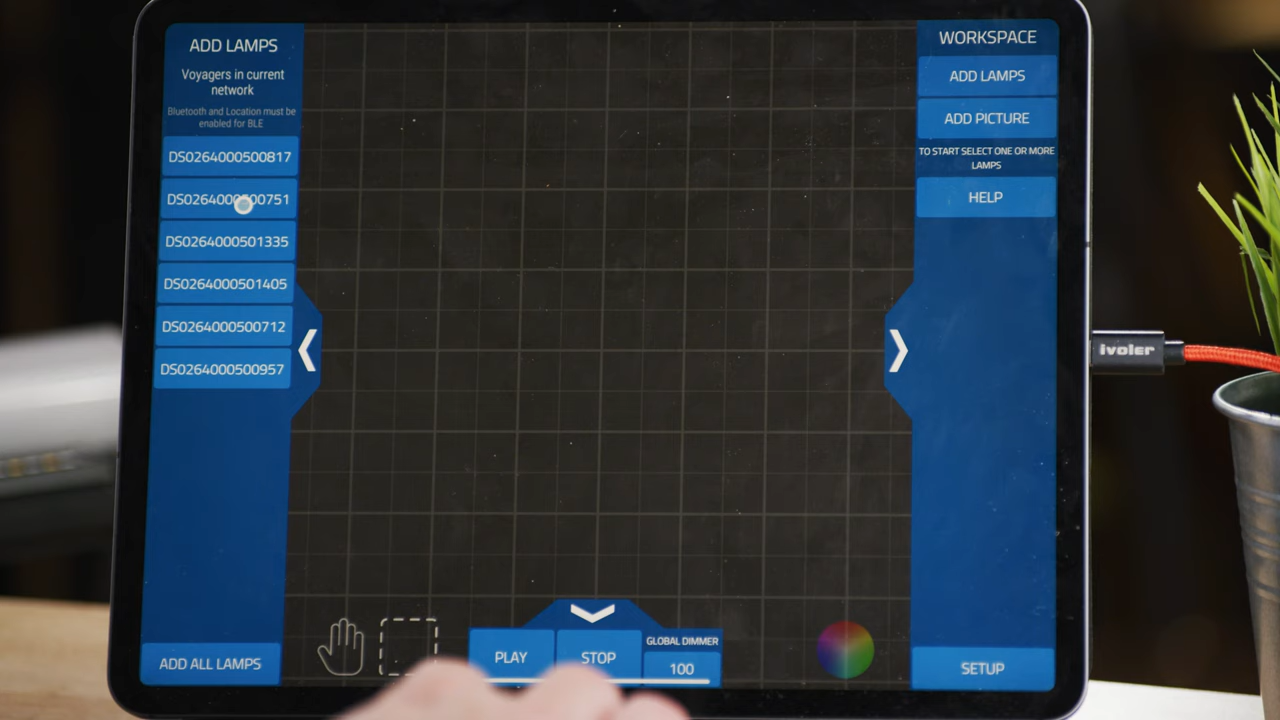 ADD LAMPS
Voyagers in current
network
Bluetooth and Location must be
enabled for BLE
DS0264000500817
DS0264000500751
DS0264000501335
DS0264000501405
DS0264000500712
DS0264000500957
ADD ALL LAMPS
PLAY
STOP
GLOBAL DIMMER
100
WORKSPACE
ADD LAMPS
ADD PICTURE
TO START SELECT ONE OR MORE
LAMPS
HELP
SETUP
ivoler